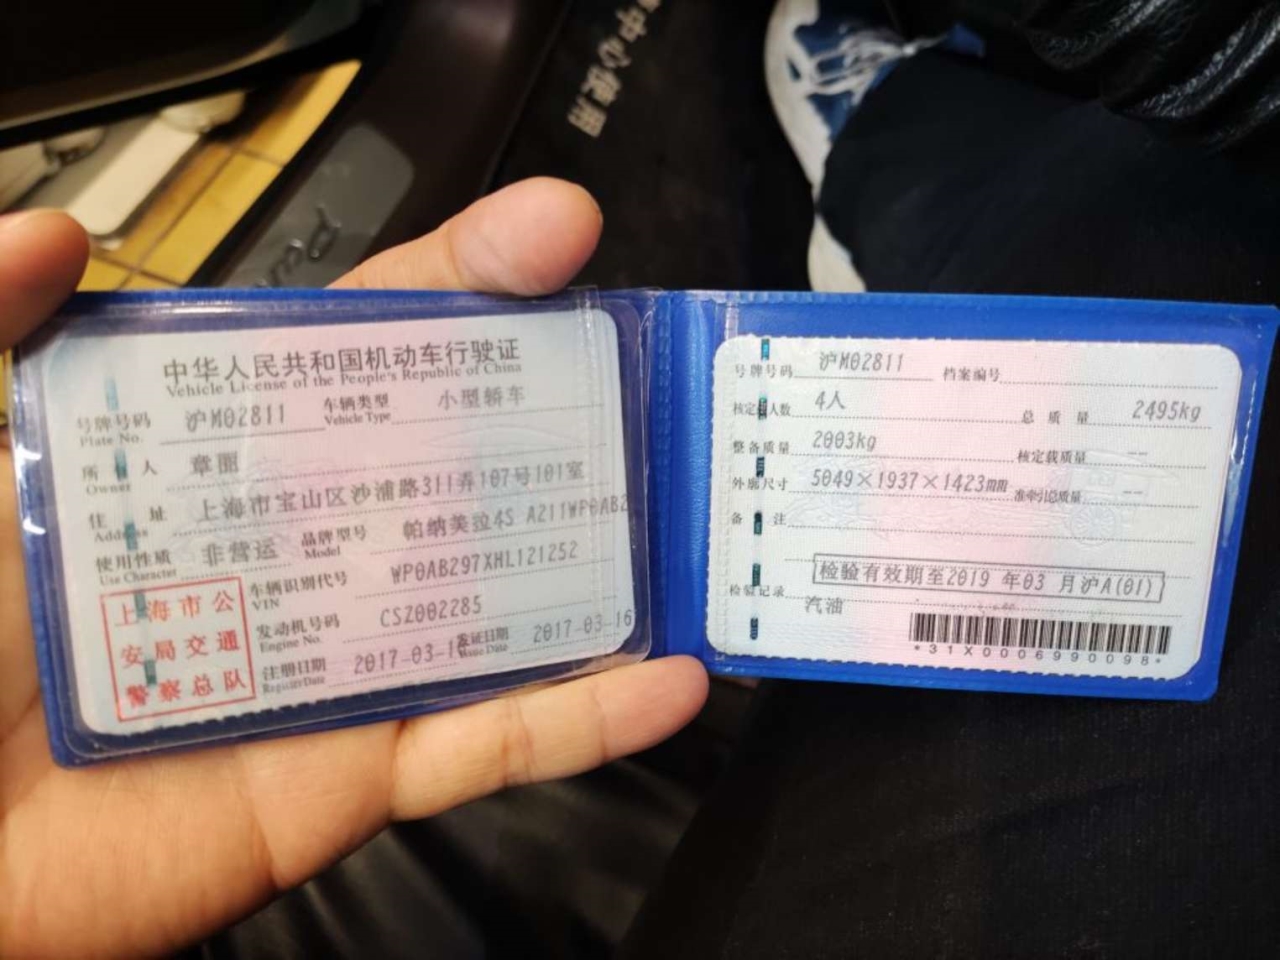 中心使用
Pan
中华人民共和国机动车行驶证
Vehicle License of the People's Republic of China
号牌号码 沪M02811 车辆类型 小型轿车
Plate No. Vehicle Type
所有人 章丽
Owner
住址 上海市宝山区沙浦路311弄107号101室
Address
使用性质 非营运 品牌型号 帕纳美拉4S A211WP0AB2
Use Character Model
车辆识别代号 WP0AB297XHL121252
VIN
发动机号码 CSZ002285
Engine No.
注册日期 2017-03-1 发证日期 2017-03-16
Register Date Issue Date
上海市公
安局交通
警察总队
号牌号码 沪M02811 档案编号
核定人数 4人 总质量 2495kg
整备质量 2003kg 核定载质量 --
外廓尺寸 5049×1937×1423mm 准牵引总质量 --
备注
检验记录 检验有效期至2019 年03 月沪A(01)
汽油
*31X0006990098*